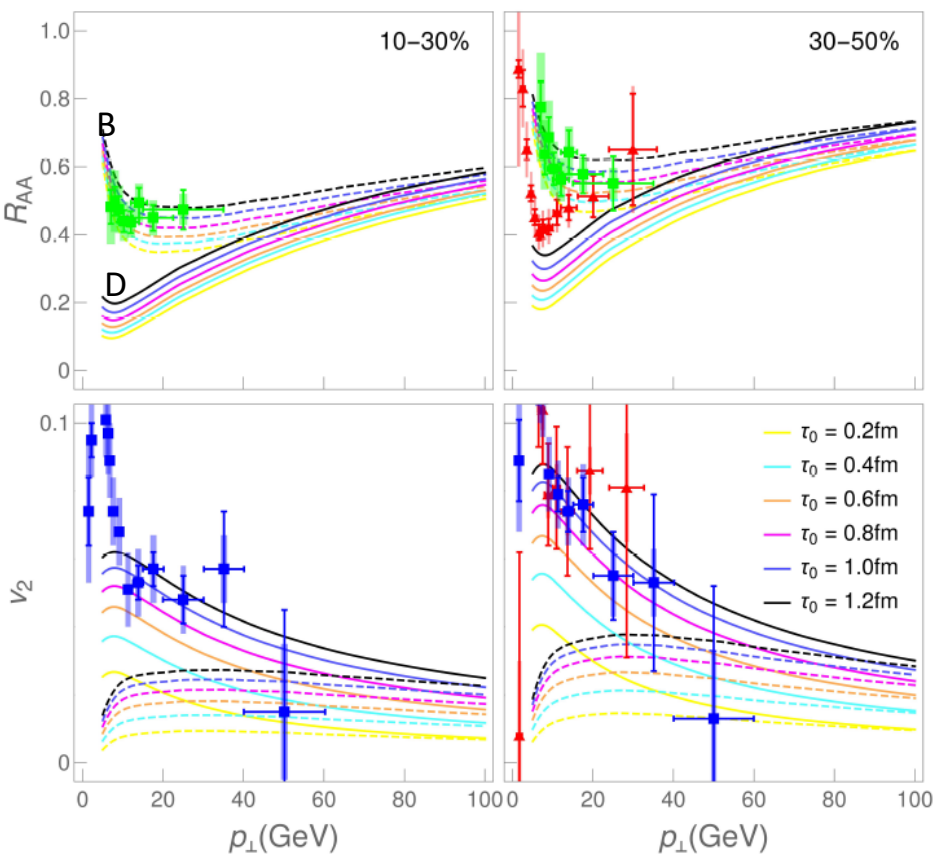 10−30%
30−50%
1.0
0.8
0.6
0.4
0.2
0
R_AA
B
D
0.1
0
v_2
τ_0 = 0.2fm
τ_0 = 0.4fm
τ_0 = 0.6fm
τ_0 = 0.8fm
τ_0 = 1.0fm
τ_0 = 1.2fm
0 20 40 60 80 100 0 20 40 60 80 100
p_⊥(GeV) p_⊥(GeV)